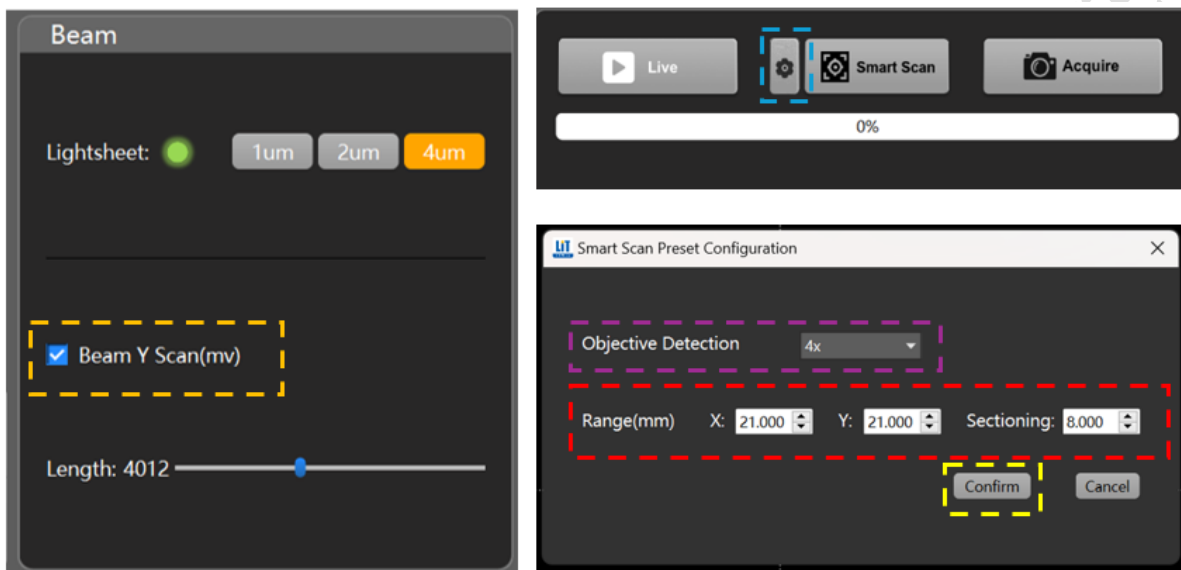 Beam
Lightsheet: 1um 2um 4um
Beam Y Scan(mv)
Length: 4012
Live Smart Scan Acquire
0%
LiT Smart Scan Preset Configuration
Objective Detection 4x
Range(mm) X: 21.000 Y: 21.000 Sectioning: 8.000
Confirm Cancel